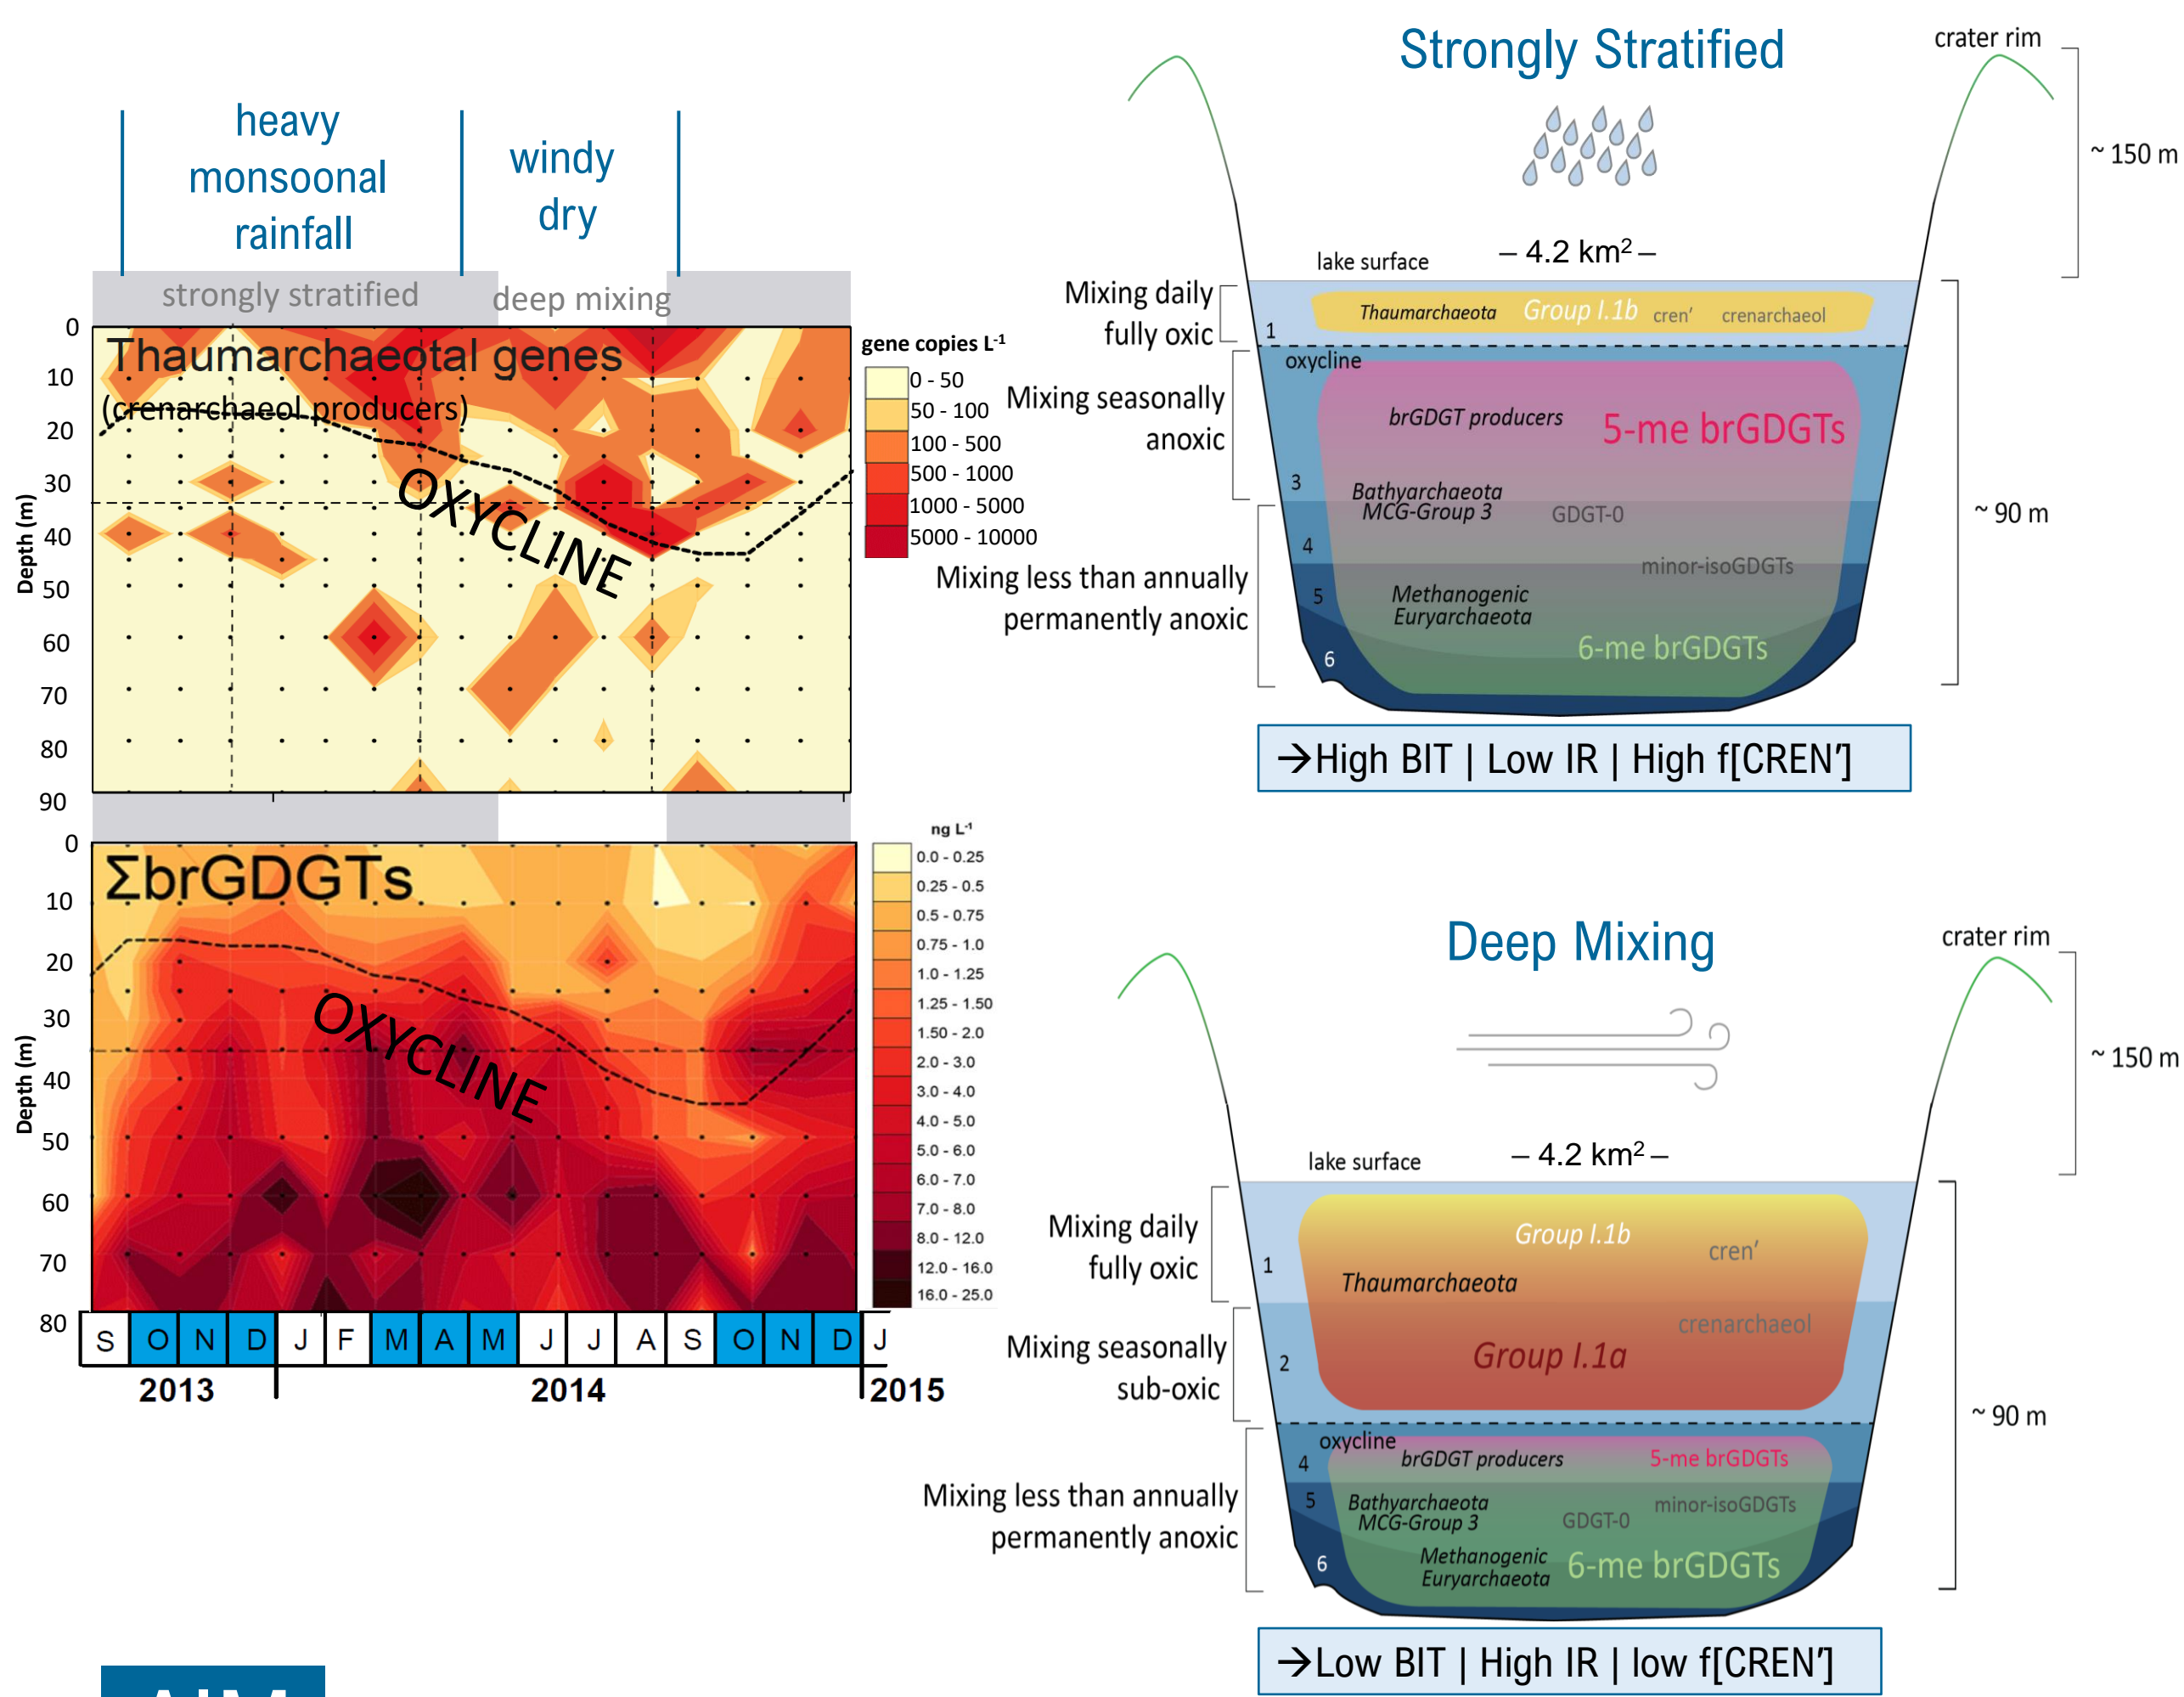 heavy
monsoonal
rainfall
windy
dry
strongly stratified
deep mixing
Thaumarchaeotal genes
(crenarchaeol producers)
OXYCLINE
Depth (m)
0
10
20
30
40
50
60
70
80
90
gene copies L-1
0 - 50
50 - 100
100 - 500
500 - 1000
1000 - 5000
5000 - 10000
ΣbrGDGTs
OXYCLINE
Depth (m)
0
10
20
30
40
50
60
70
80
ng L-1
0.0 - 0.25
0.25 - 0.5
0.5 - 0.75
0.75 - 1.0
1.0 - 1.25
1.25 - 1.50
1.50 - 2.0
2.0 - 3.0
3.0 - 4.0
4.0 - 5.0
5.0 - 6.0
6.0 - 7.0
7.0 - 8.0
8.0 - 12.0
12.0 - 16.0
16.0 - 25.0
S O N D J F M A M J J A S O N D J
2013 2014 2015
Strongly Stratified
crater rim
~ 150 m
– 4.2 km2 –
lake surface
Mixing daily
fully oxic
1
Thaumarchaeota Group I.1b cren′ crenarchaeol
oxycline
Mixing seasonally
anoxic
brGDGT producers 5-me brGDGTs
3
Bathyarchaeota
MCG-Group 3 GDGT-0
~ 90 m
4
minor-isoGDGTs
Mixing less than annually
permanently anoxic
5
Methanogenic
Euryarchaeota
6-me brGDGTs
6
→High BIT | Low IR | High f[CREN′]
Deep Mixing
crater rim
~ 150 m
– 4.2 km2 –
lake surface
Mixing daily
fully oxic
1
Group I.1b
cren′
Thaumarchaeota
crenarchaeol
Mixing seasonally
sub-oxic
2
Group I.1a
~ 90 m
oxycline
4
brGDGT producers 5-me brGDGTs
Mixing less than annually
permanently anoxic
5
Bathyarchaeota
MCG-Group 3 GDGT-0
minor-isoGDGTs
6
Methanogenic
Euryarchaeota
6-me brGDGTs
→Low BIT | High IR | low f[CREN′]